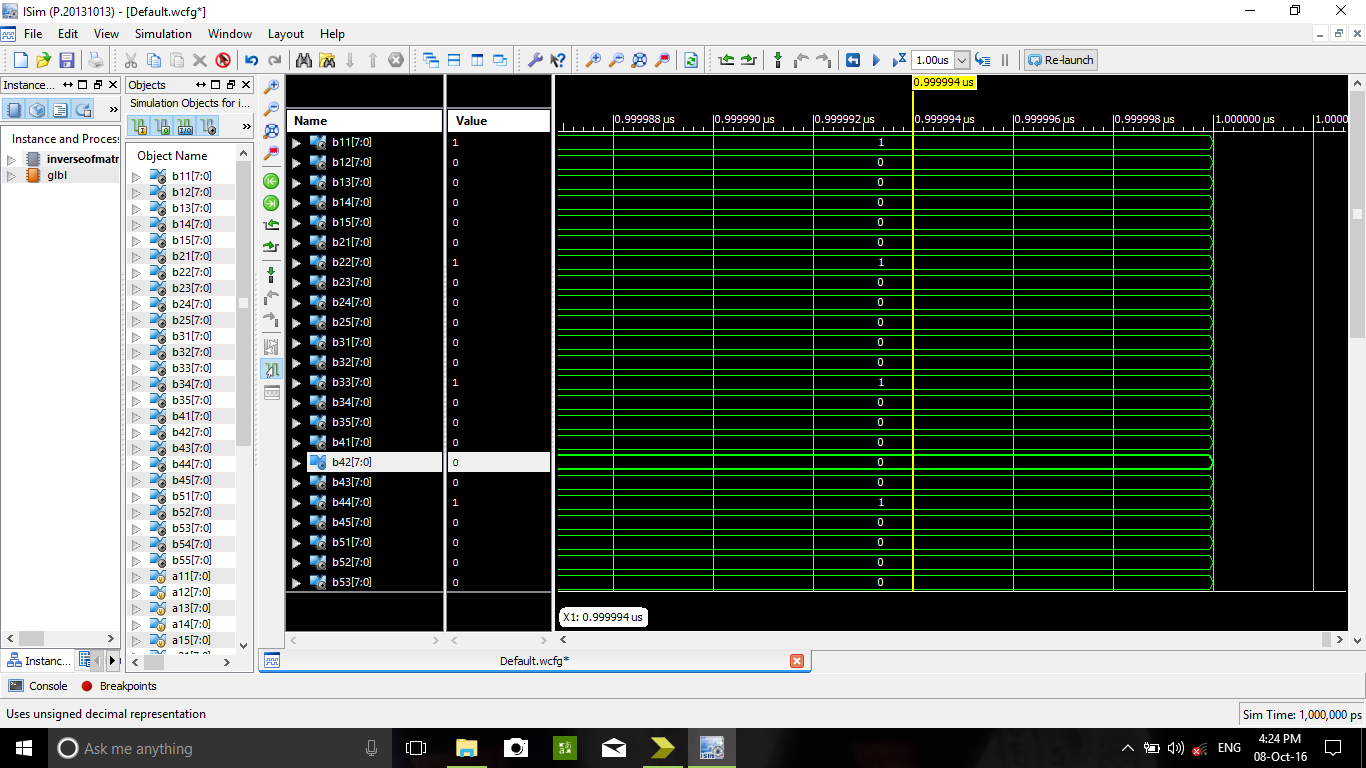 ISim (P.20131013) - [Default.wcfg*]
File Edit View Simulation Window Layout Help
1.00us Re-launch
Instance...
Instance and Process
inverseofmatr
glbl
Instanc...
Objects
Simulation Objects for i...
Object Name
b11[7:0]
b12[7:0]
b13[7:0]
b14[7:0]
b15[7:0]
b21[7:0]
b22[7:0]
b23[7:0]
b24[7:0]
b25[7:0]
b31[7:0]
b32[7:0]
b33[7:0]
b34[7:0]
b35[7:0]
b41[7:0]
b42[7:0]
b43[7:0]
b44[7:0]
b45[7:0]
b51[7:0]
b52[7:0]
b53[7:0]
b54[7:0]
b55[7:0]
a11[7:0]
a12[7:0]
a13[7:0]
a14[7:0]
a15[7:0]
0.999994 us
Name Value
0.999988 us 0.999990 us 0.999992 us 0.999994 us 0.999996 us 0.999998 us 1.000000 us 1.0000
b11[7:0] 1 1
b12[7:0] 0 0
b13[7:0] 0 0
b14[7:0] 0 0
b15[7:0] 0 0
b21[7:0] 0 0
b22[7:0] 1 1
b23[7:0] 0 0
b24[7:0] 0 0
b25[7:0] 0 0
b31[7:0] 0 0
b32[7:0] 0 0
b33[7:0] 1 1
b34[7:0] 0 0
b35[7:0] 0 0
b41[7:0] 0 0
b42[7:0] 0 0
b43[7:0] 0 0
b44[7:0] 1 1
b45[7:0] 0 0
b51[7:0] 0 0
b52[7:0] 0 0
b53[7:0] 0 0
X1: 0.999994 us
Default.wcfg*
Console Breakpoints
Uses unsigned decimal representation Sim Time: 1,000,000 ps
Ask me anything
ISIM
ENG
4:24 PM
08-Oct-16